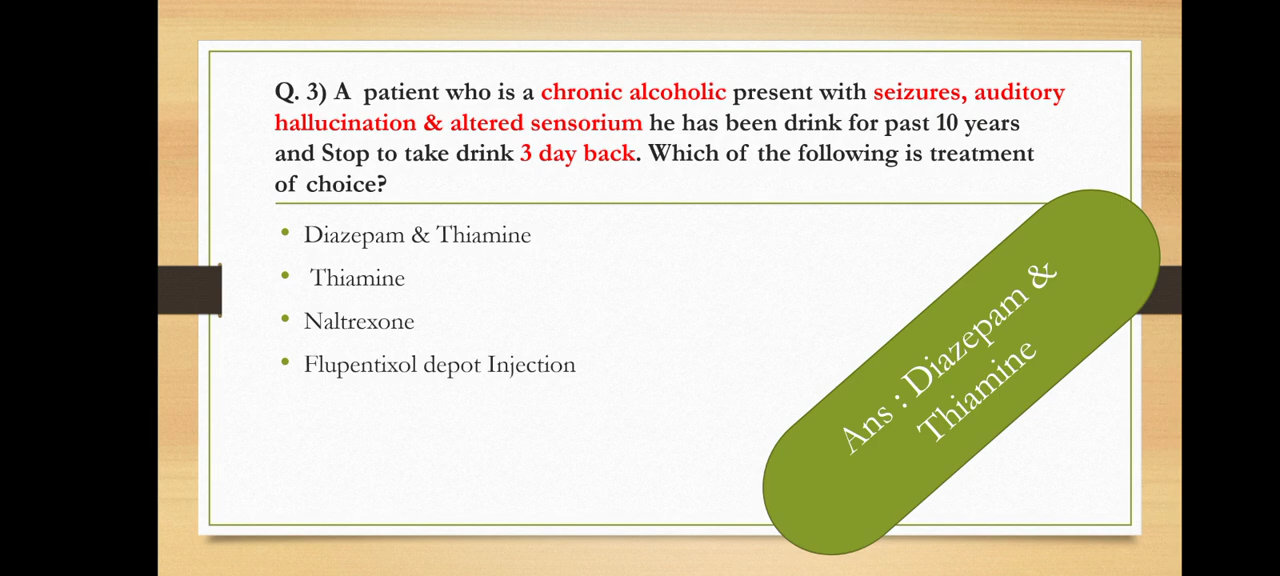 Q. 3) A patient who is a chronic alcoholic present with seizures, auditory
hallucination & altered sensorium he has been drink for past 10 years
and Stop to take drink 3 day back. Which of the following is treatment
of choice?
• Diazepam & Thiamine
• Thiamine
• Naltrexone
• Flupentixol depot Injection
Ans : Diazepam &
Thiamine